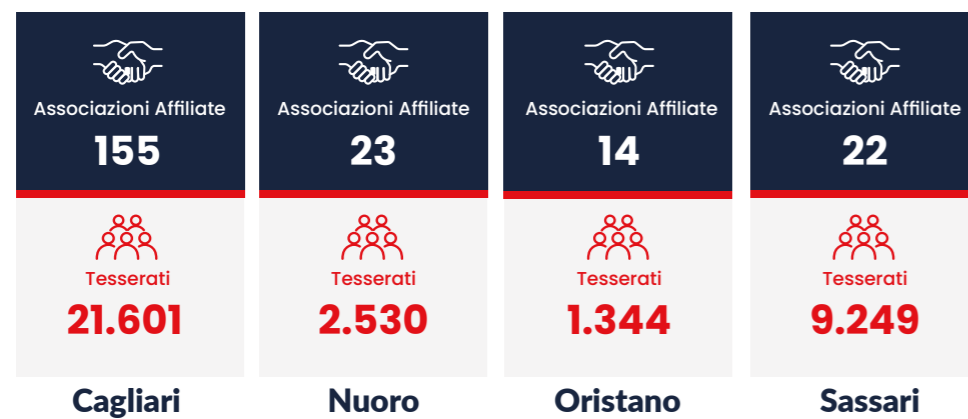 Associazioni Affiliate
155
Tesserati
21.601
Cagliari
Associazioni Affiliate
23
Tesserati
2.530
Nuoro
Associazioni Affiliate
14
Tesserati
1.344
Oristano
Associazioni Affiliate
22
Tesserati
9.249
Sassari